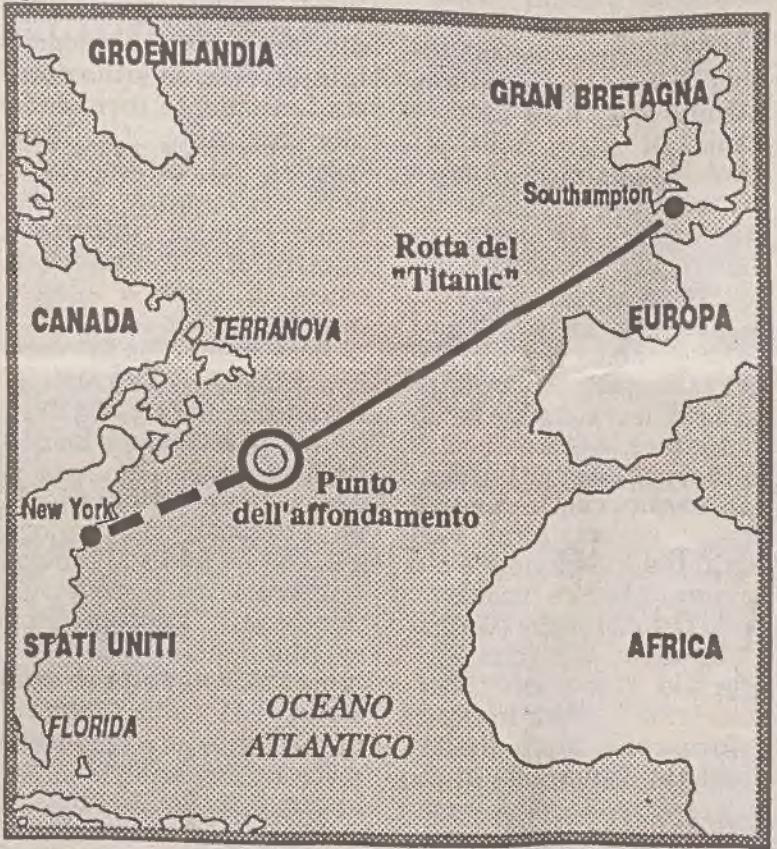 GROENLANDIA
GRAN BRETAGNA
Southampton
Rotta del
"Titanic"
CANADA
TERRANOVA
EUROPA
Punto
dell'affondamento
New York
STATI UNITI
AFRICA
FLORIDA
OCEANO
ATLANTICO